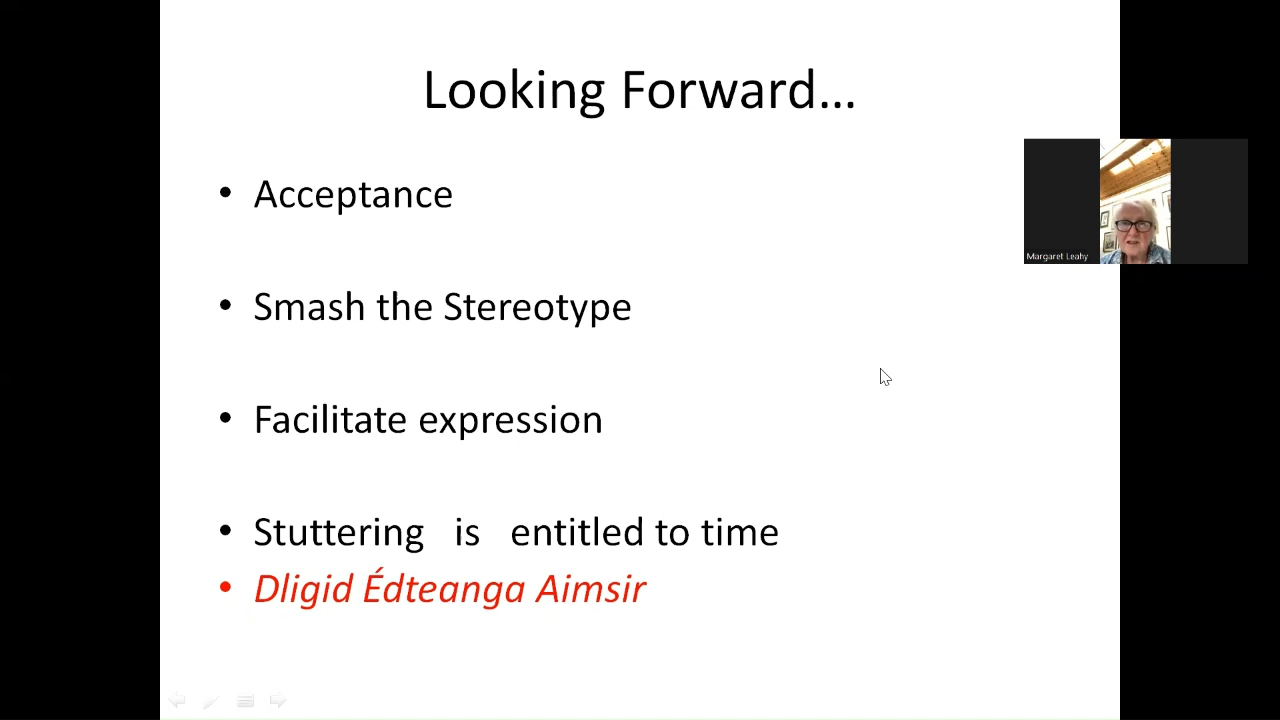 Looking Forward...
• Acceptance
• Smash the Stereotype
• Facilitate expression
• Stuttering is entitled to time
• Dligid Édteanga Aimsir
Margaret Leahy